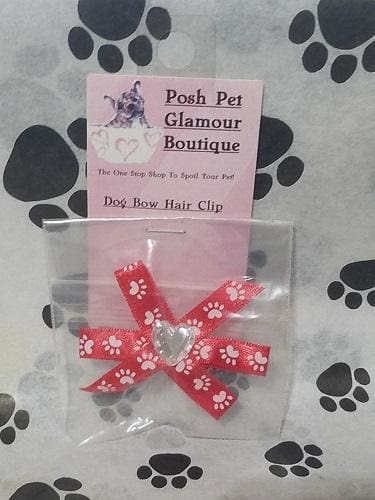 Posh Pet
Glamour
Boutique
The One Stop Shop To Spoil Your Pet!
Dog Bow Hair Clip